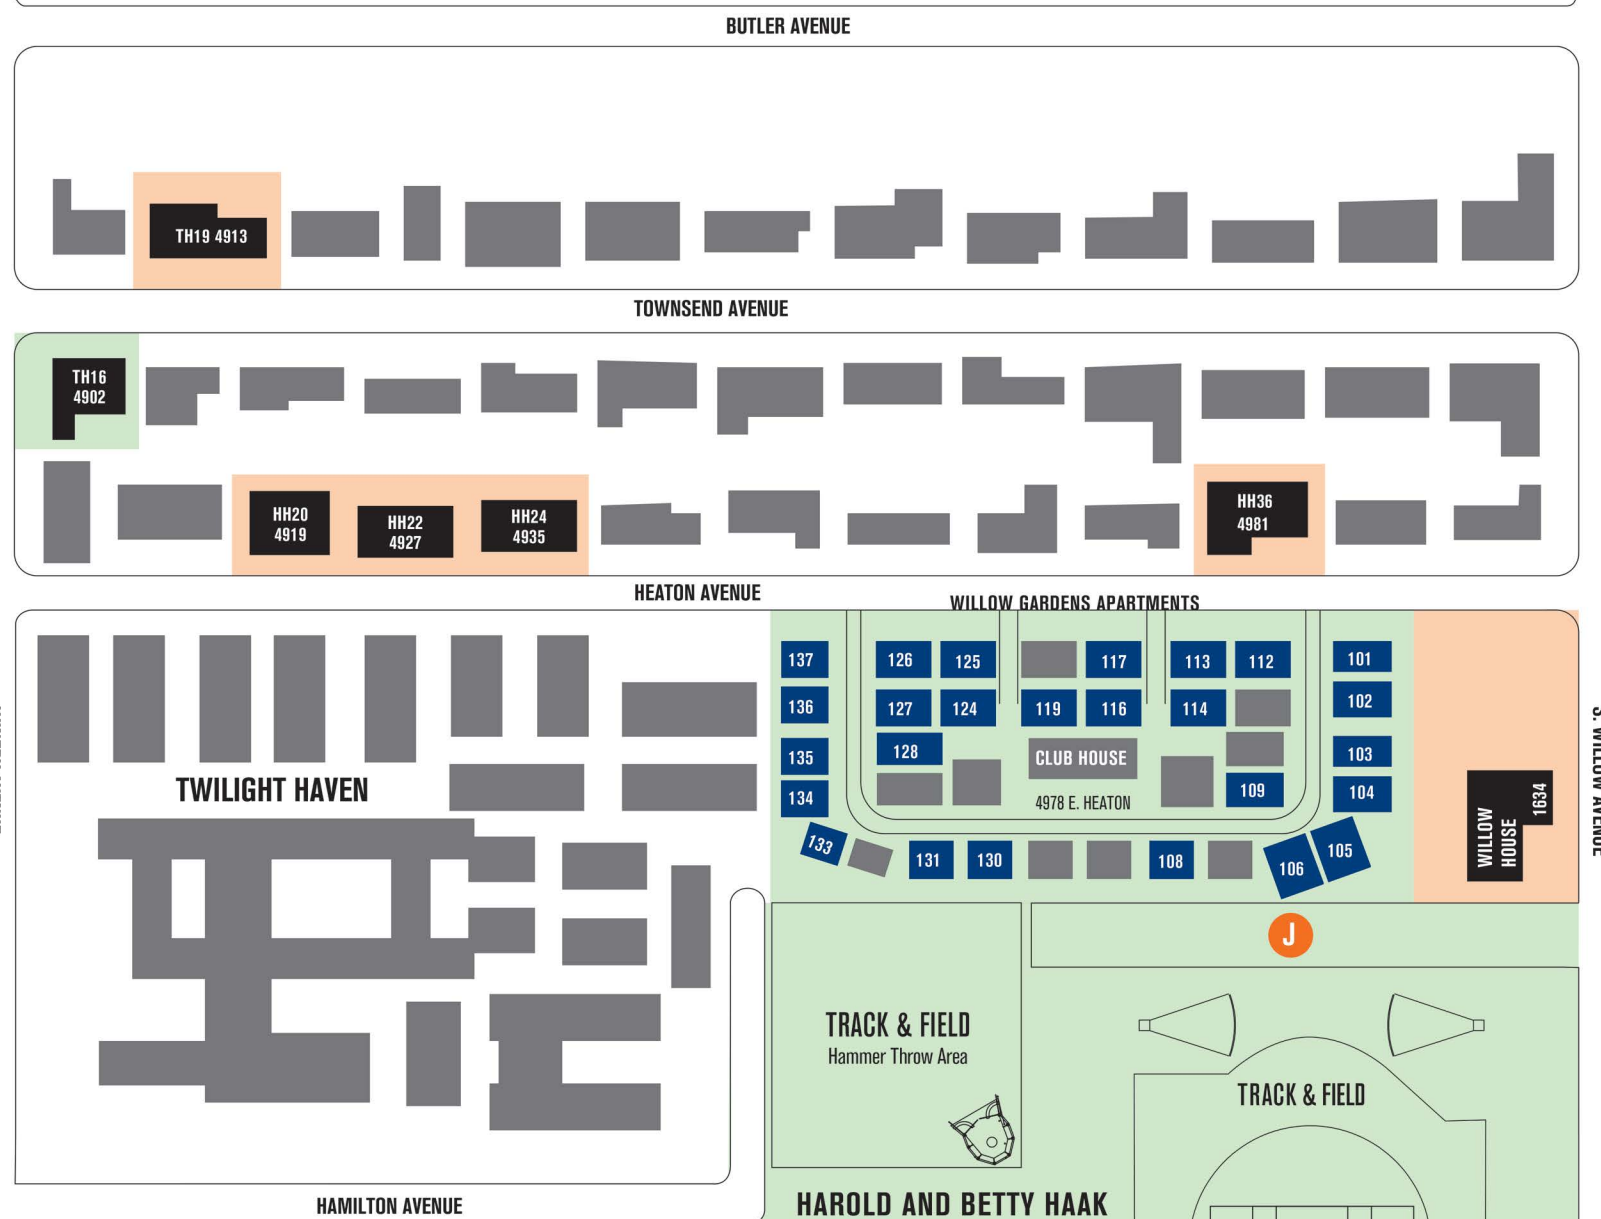 BUTLER AVENUE
TH19 4913
TOWNSEND AVENUE
TH16
4902
HH20
4919
HH22
4927
HH24
4935
HH36
4981
HEATON AVENUE
WILLOW GARDENS APARTMENTS
137
126
125
117
113
112
101
136
127
124
119
116
114
102
135
128
CLUB HOUSE
103
134
4978 E. HEATON
109
104
133
131
130
108
106
105
WILLOW
HOUSE
1634
S. WILLOW AVENUE
TWILIGHT HAVEN
J
TRACK & FIELD
Hammer Throw Area
TRACK & FIELD
HAROLD AND BETTY HAAK
HAMILTON AVENUE